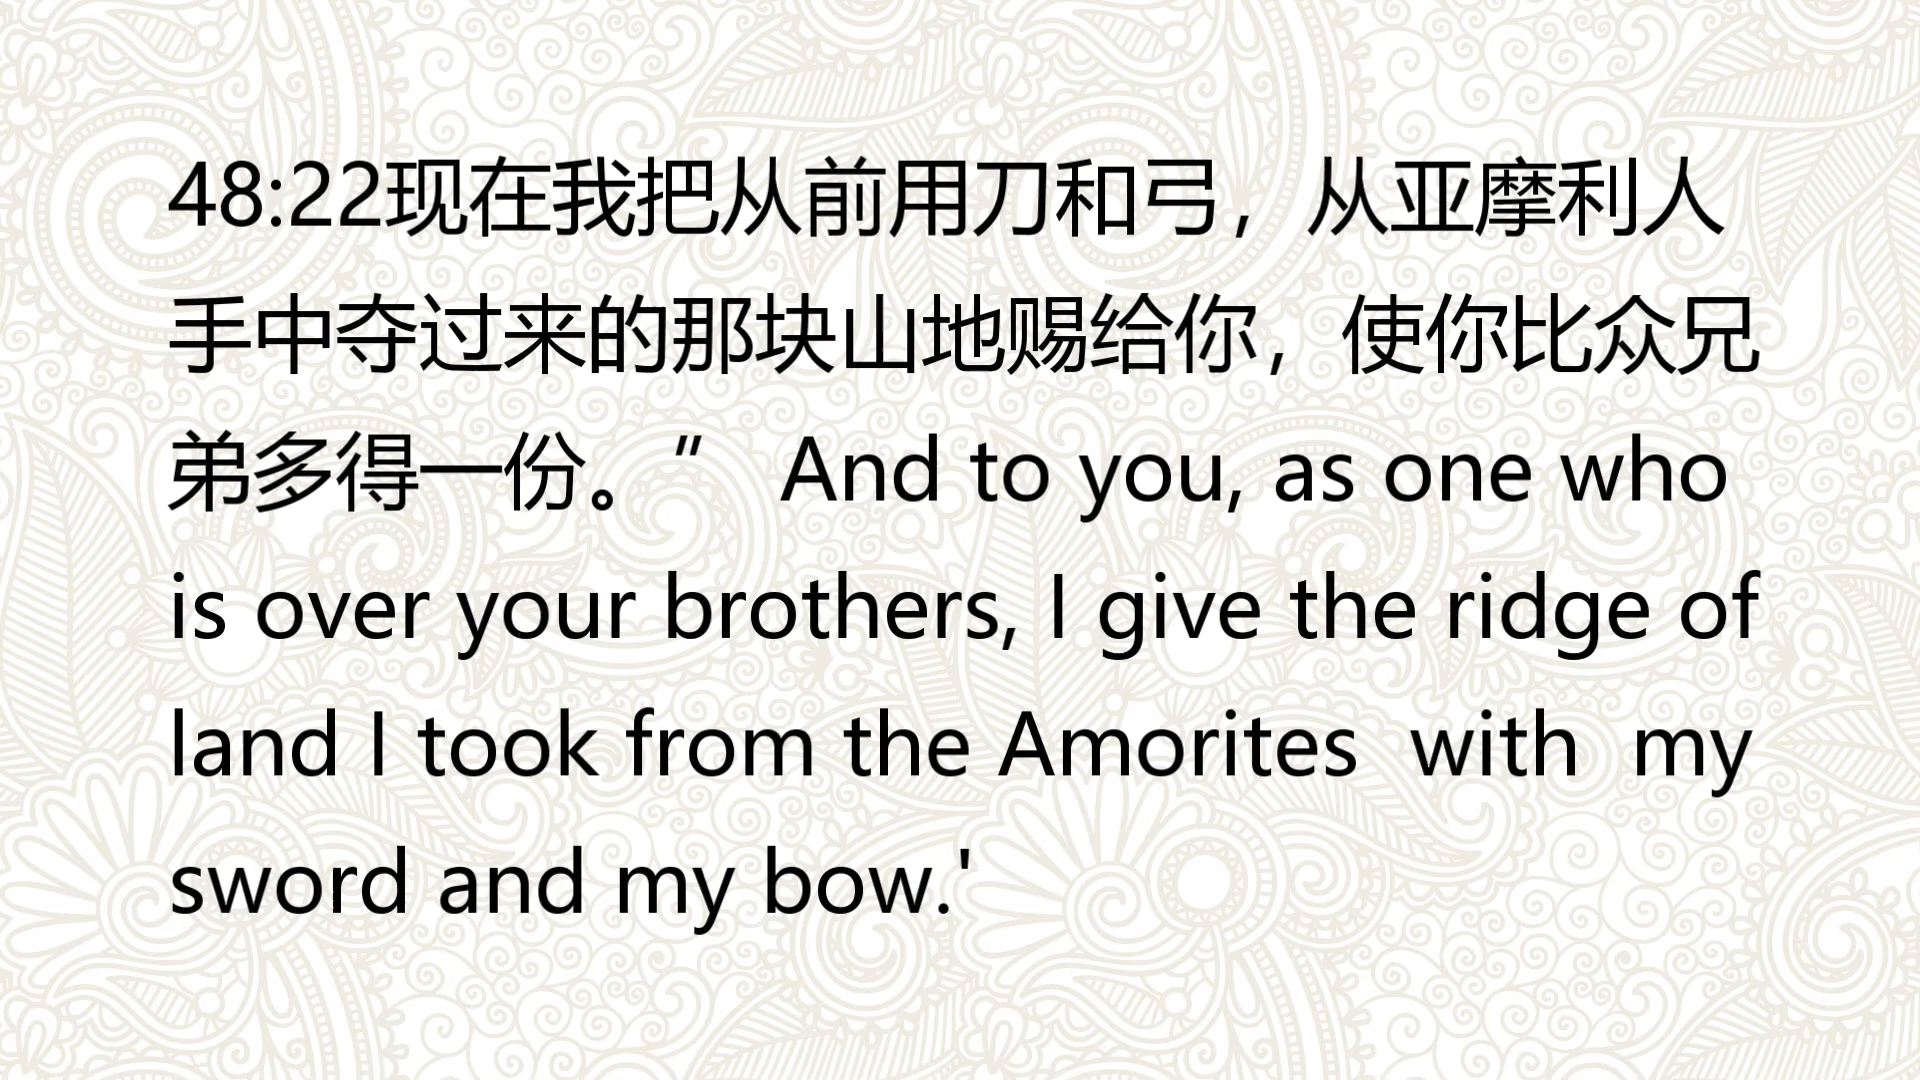 48:22现在我把从前用刀和弓，从亚摩利人
手中夺过来的那块山地赐给你，使你比众兄
弟多得一份。” And to you, as one who
is over your brothers, I give the ridge of
land I took from the Amorites with my
sword and my bow.'